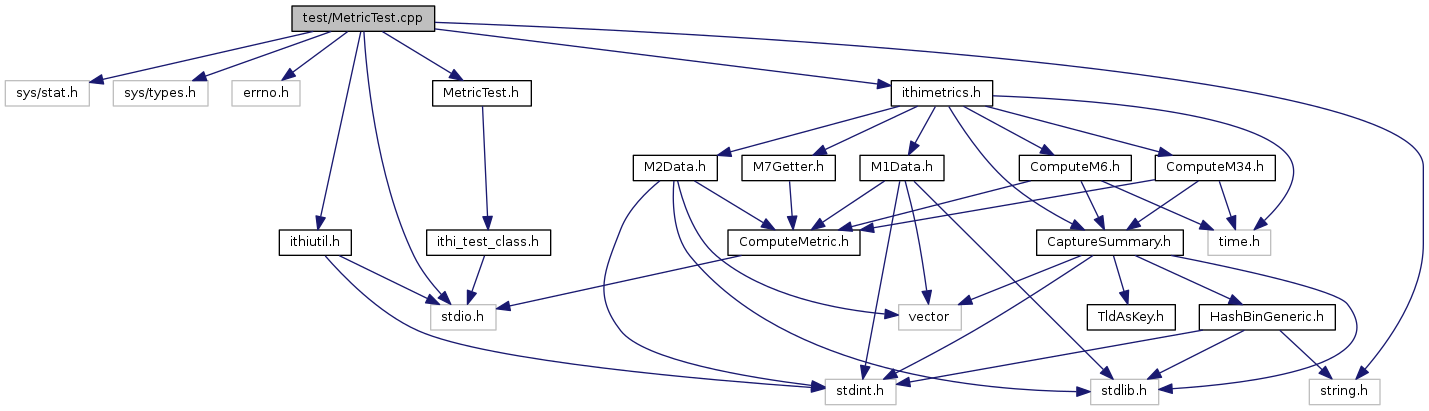 test/MetricTest.cpp
sys/stat.h
sys/types.h
errno.h
MetricTest.h
ithimetrics.h
M2Data.h
M7Getter.h
M1Data.h
ComputeM6.h
ComputeM34.h
ithiutil.h
ithi_test_class.h
ComputeMetric.h
CaptureSummary.h
time.h
stdio.h
vector
TldAsKey.h
HashBinGeneric.h
stdint.h
stdlib.h
string.h